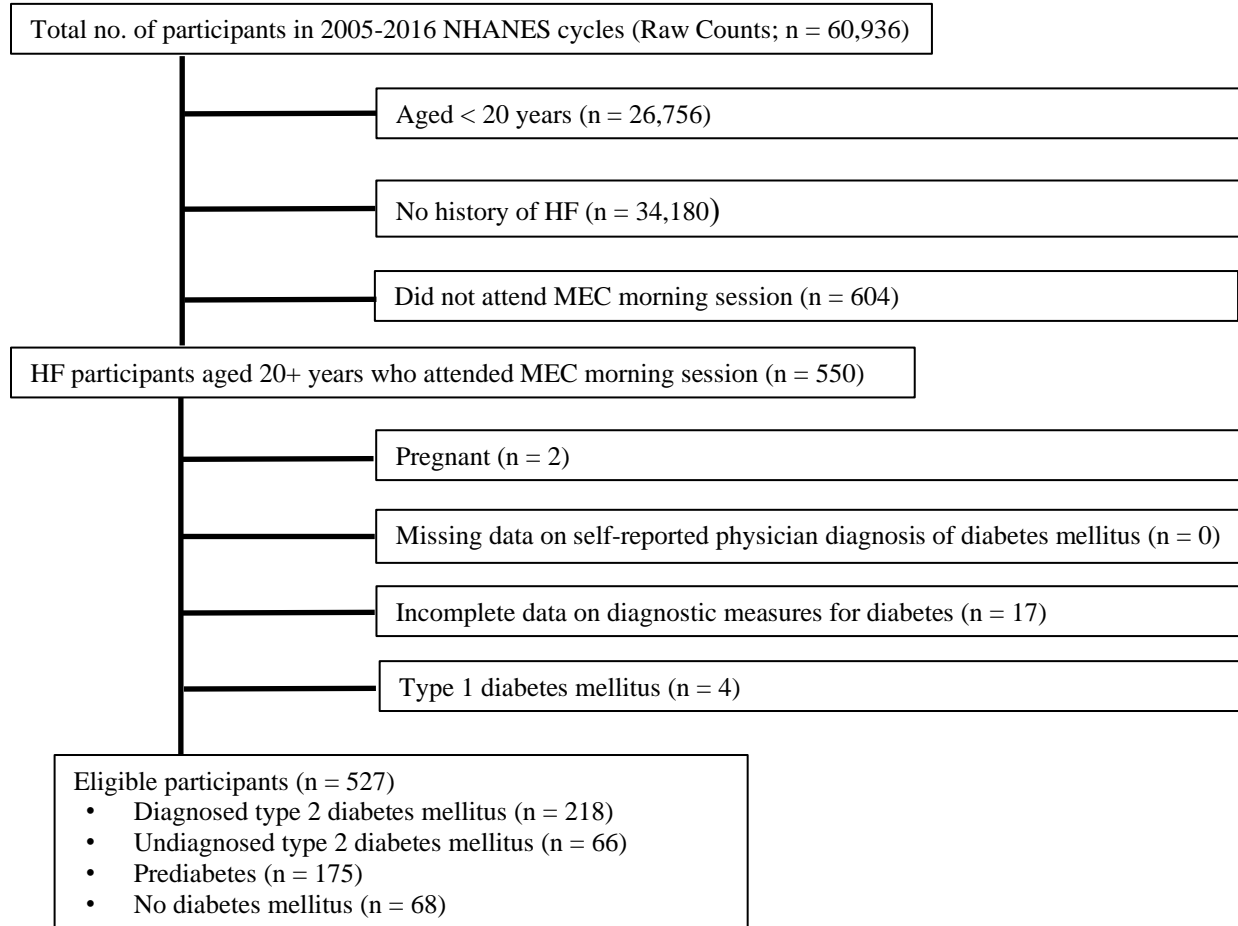 Total no. of participants in 2005-2016 NHANES cycles (Raw Counts; n = 60,936)
Aged < 20 years (n = 26,756)
No history of HF (n = 34,180)
Did not attend MEC morning session (n = 604)
HF participants aged 20+ years who attended MEC morning session (n = 550)
Pregnant (n = 2)
Missing data on self-reported physician diagnosis of diabetes mellitus (n = 0)
Incomplete data on diagnostic measures for diabetes (n = 17)
Type 1 diabetes mellitus (n = 4)
Eligible participants (n = 527)
• Diagnosed type 2 diabetes mellitus (n = 218)
• Undiagnosed type 2 diabetes mellitus (n = 66)
• Prediabetes (n = 175)
• No diabetes mellitus (n = 68)